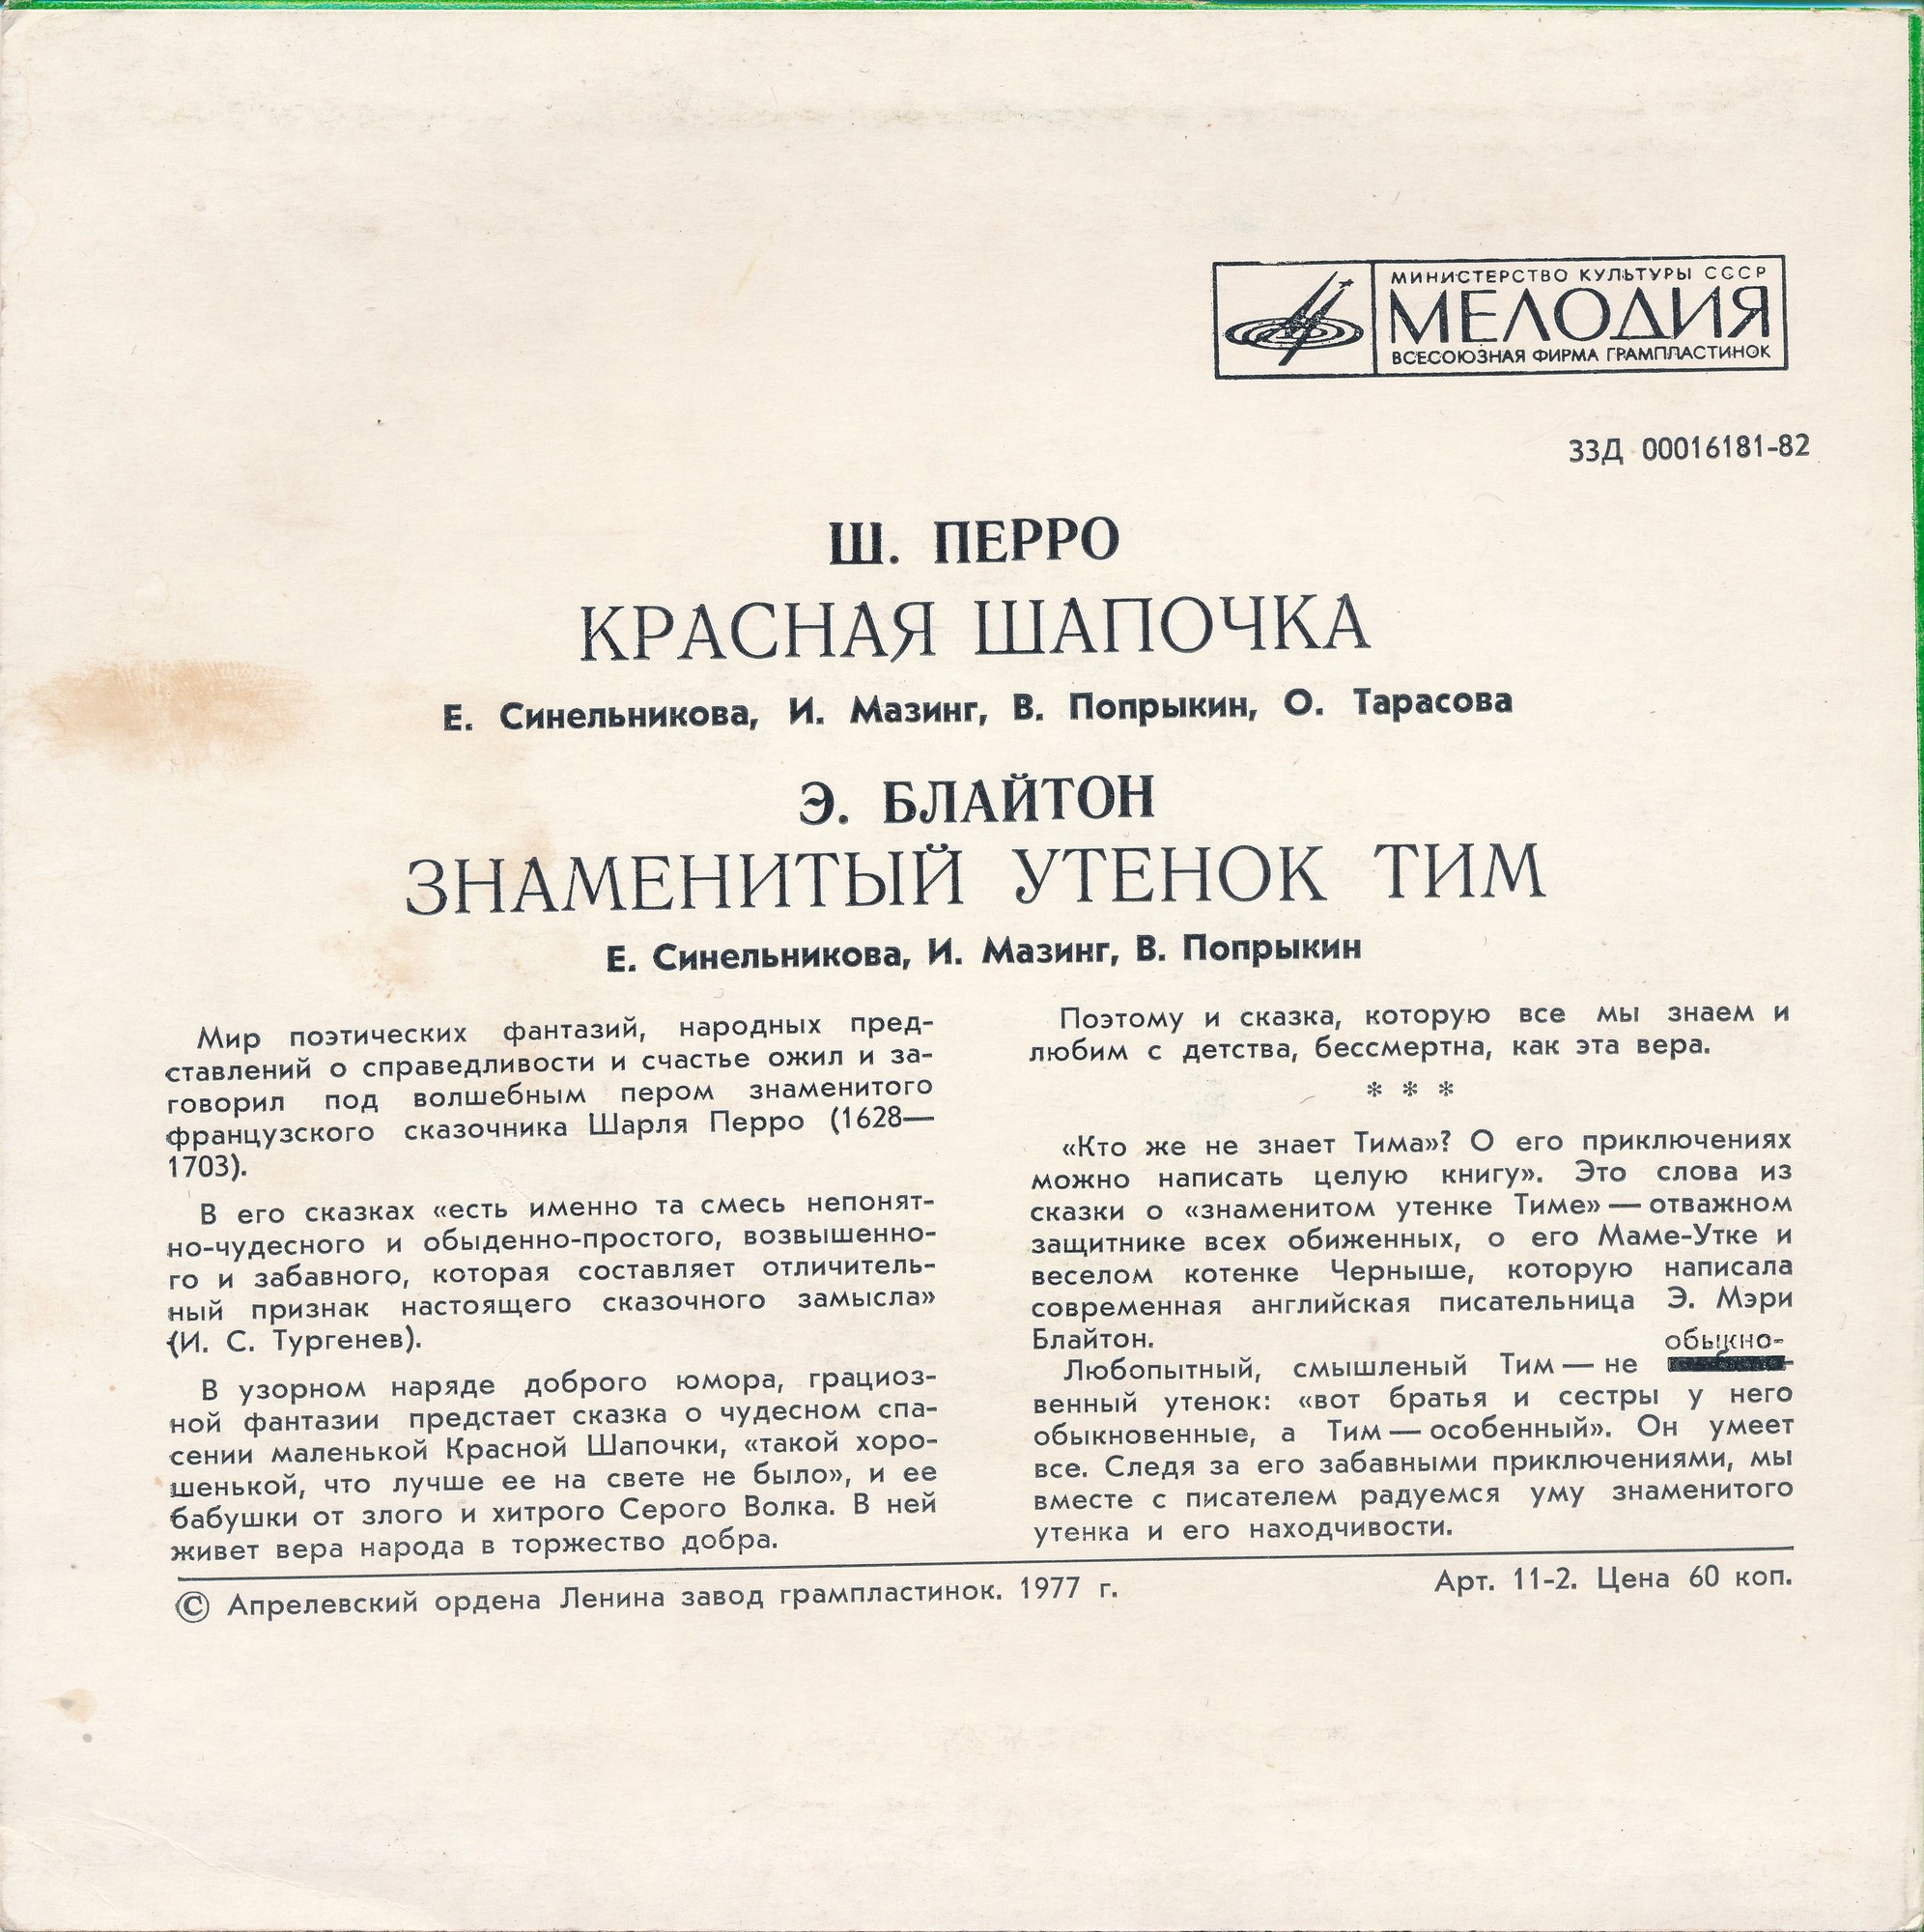 МИНИСТЕРСТВО КУЛЬТУРЫ СССР
МЕЛОДИЯ
ВСЕСОЮЗНАЯ ФИРМА ГРАМПЛАСТИНОК
33Д 00016181-82
Ш. ПЕРРО
КРАСНАЯ ШАПОЧКА
Е. Синельникова, И. Мазинг, В. Попрыкин, О. Тарасова
Э. БЛАЙТОН
ЗНАМЕНИТЫЙ УТЕНОК ТИМ
Е. Синельникова, И. Мазинг, В. Попрыкин
Мир поэтических фантазий, народных пред-
ставлений о справедливости и счастье ожил и за-
говорил под волшебным пером знаменитого
французского сказочника Шарля Перро (1628—
1703).
В его сказках «есть именно та смесь непонят-
но-чудесного и обыденно-простого, возвышенно-
го и забавного, которая составляет отличитель-
ный признак настоящего сказочного замысла»
(И. С. Тургенев).
В узорном наряде доброго юмора, грациоз-
ной фантазии предстает сказка о чудесном спа-
сении маленькой Красной Шапочки, «такой хоро-
шенькой, что лучше ее на свете не было», и ее
бабушки от злого и хитрого Серого Волка. В ней
живет вера народа в торжество добра.
Поэтому и сказка, которую все мы знаем и
любим с детства, бессмертна, как эта вера.
* * *
«Кто же не знает Тима»? О его приключениях
можно написать целую книгу». Это слова из
сказки о «знаменитом утенке Тиме» — отважном
защитнике всех обиженных, о его Маме-Утке и
веселом котенке Черныше, которую написала
современная английская писательница Э. Мэри
Блайтон.
обыкно-
Любопытный, смышленый Тим — не
венный утенок: «вот братья и сестры у него
обыкновенные, а Тим — особенный». Он умеет
все. Следя за его забавными приключениями, мы
вместе с писателем радуемся уму знаменитого
утенка и его находчивости.
© Апрелевский ордена Ленина завод грампластинок. 1977 г.
Арт. 11-2. Цена 60 коп.